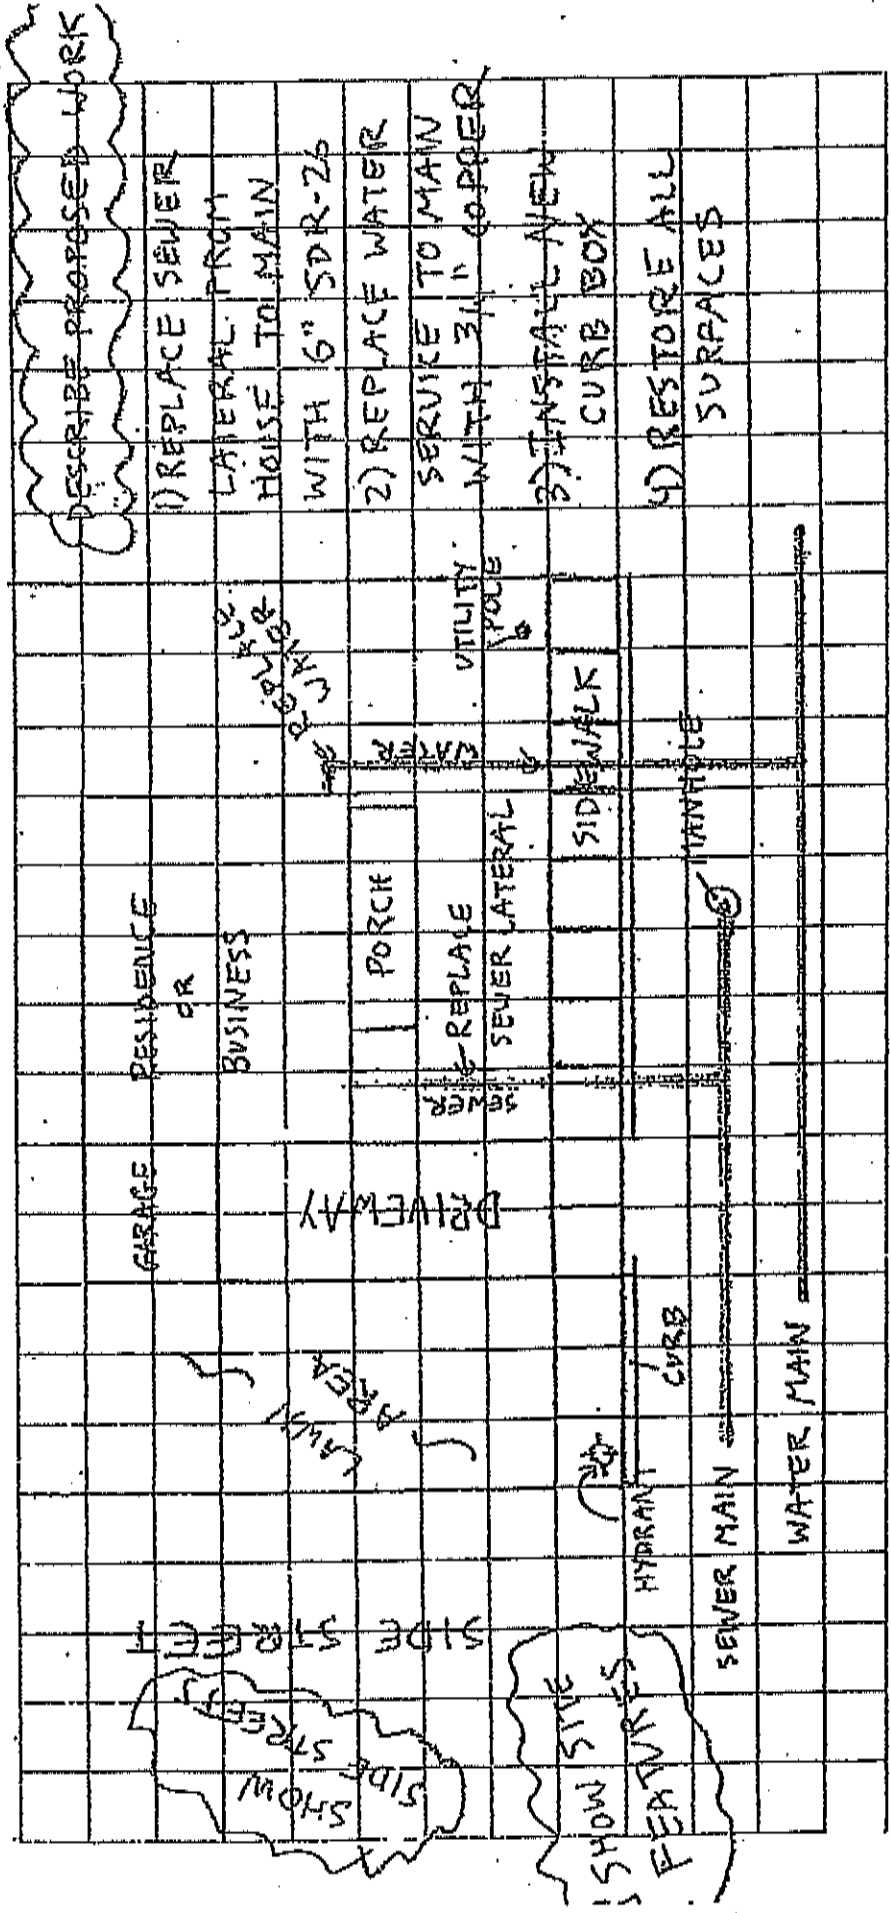 DESCRIBE PROPOSED WORK
1) REPLACE SEWER
LATERAL FROM
HOUSE TO MAIN
WITH 6" SDR-26
2) REPLACE WATER
SERVICE TO MAIN
WITH 3/4" COPPER
3) INSTALL NEW
CURB BOX
4) RESTORE ALL
SURFACES
GARAGE
RESIDENCE
OR
BUSINESS
REPLACE
WATER
PORCH
WATER
UTILITY
POLE
REPLACE
SEWER LATERAL
SEWER
DRIVEWAY
LAWN
AREA
SIDEWALK
MANHOLE
CURB
HYDRANT
SEWER MAIN
WATER MAIN
SIDE STREET
SHOW
SIDE
STREETS
SHOW SITE
FEATURES